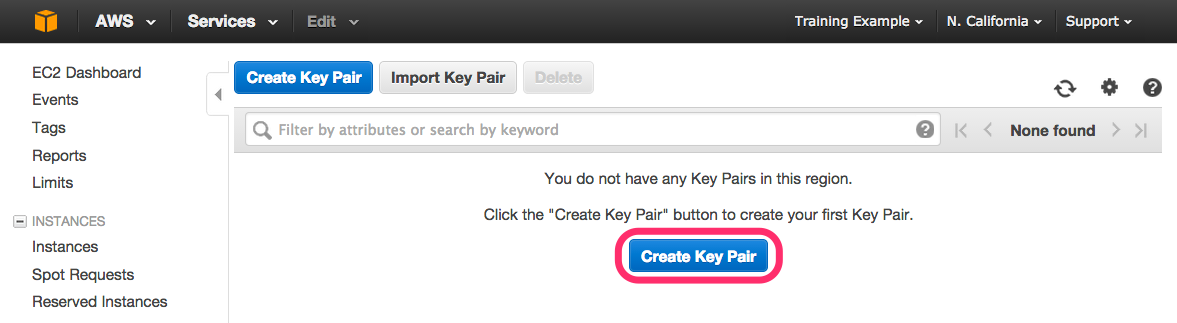 AWS Services Edit Training Example N. California Support
EC2 Dashboard
Events
Tags
Reports
Limits
INSTANCES
Instances
Spot Requests
Reserved Instances
Create Key Pair Import Key Pair Delete
Filter by attributes or search by keyword None found
You do not have any Key Pairs in this region.
Click the "Create Key Pair" button to create your first Key Pair.
Create Key Pair